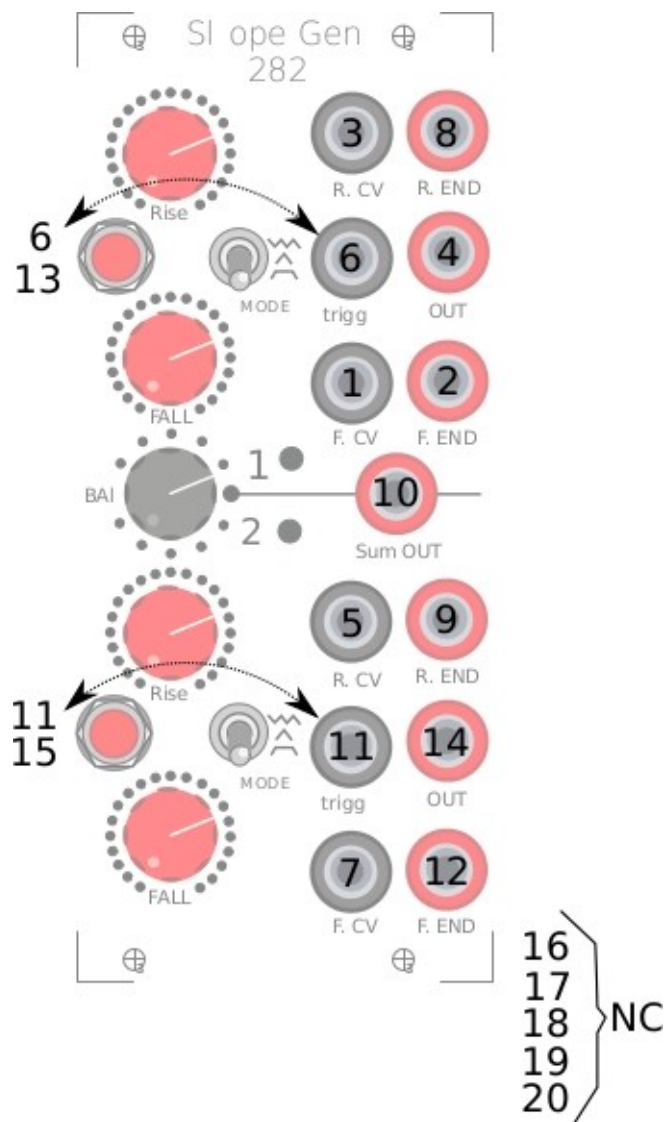 Sl ope Gen
282
3
8
R. CV
R. END
Rise
6
13
6
4
MODE
trigg
OUT
1
2
FALL
F. CV
F. END
BAl
1
2
10
Sum OUT
5
9
Rise
R. CV
R. END
11
15
11
14
MODE
trigg
OUT
7
12
FALL
F. CV
F. END
16
17
18
19
20
NC